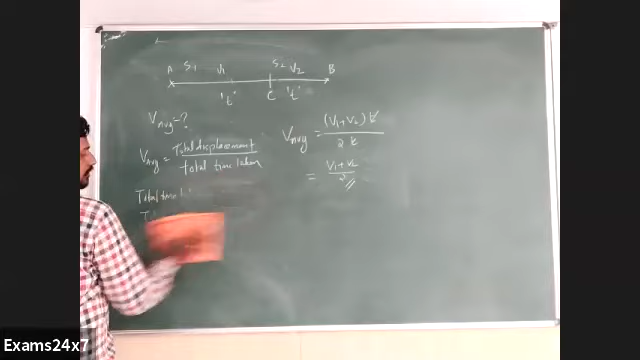 A S₁ V₁ S₂ V₂ B
't' C 't'
Vavg = ?
Vavg = Total displacement / total time taken
Total time
Vavg = (V₁+V₂) t / 2 t
= V₁+V₂ / 2
Exams24x7